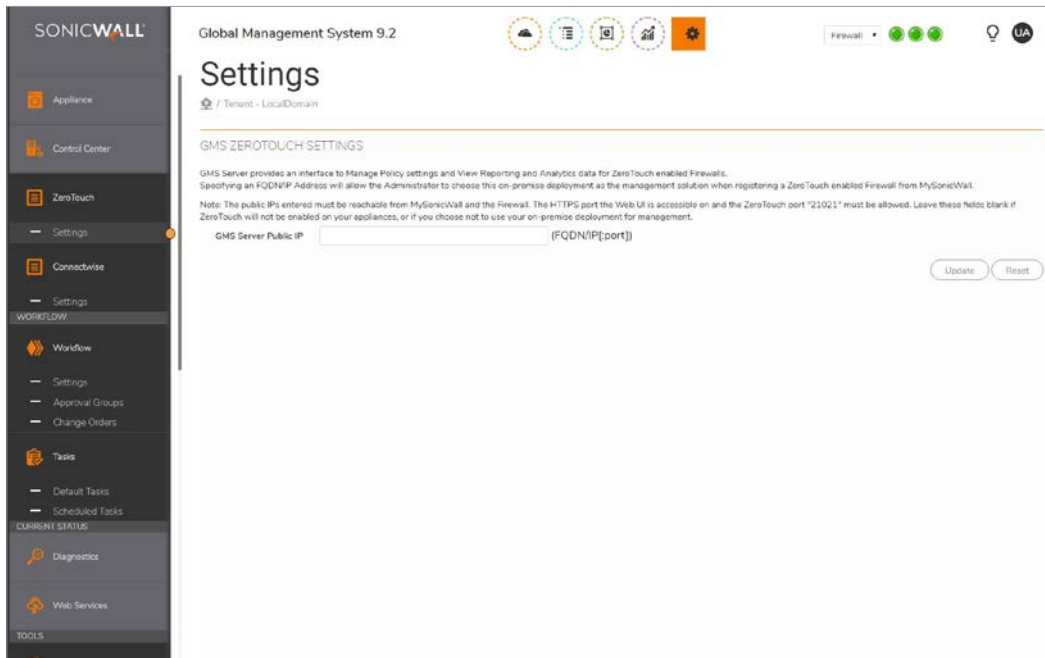 SONICWALL
Global Management System 9.2
Firewall
UA
Settings
/ Tenant - LocalDomain
Appliance
Control Center
ZeroTouch
Settings
Connectwise
Settings
WORKFLOW
Workflow
Settings
Approval Groups
Change Orders
Tasks
Default Tasks
Scheduled Tasks
CURRENT STATUS
Diagnostics
Web Services
TOOLS
GMS ZEROTOUCH SETTINGS
GMS Server provides an interface to Manage Policy settings and View Reporting and Analytics data for ZeroTouch enabled Firewalls.
Specifying an FQDN/IP Address will allow the Administrator to choose this on-premise deployment as the management solution when registering a ZeroTouch enabled Firewall from MySonicWall.
Note: The public IPs entered must be reachable from MySonicWall and the Firewall. The HTTPS port the Web UI is accessible on and the ZeroTouch port "21021" must be allowed. Leave these fields blank if
ZeroTouch will not be enabled on your appliances, or if you choose not to use your on-premise deployment for management.
GMS Server Public IP
(FQDN/IP[:port])
Update
Reset